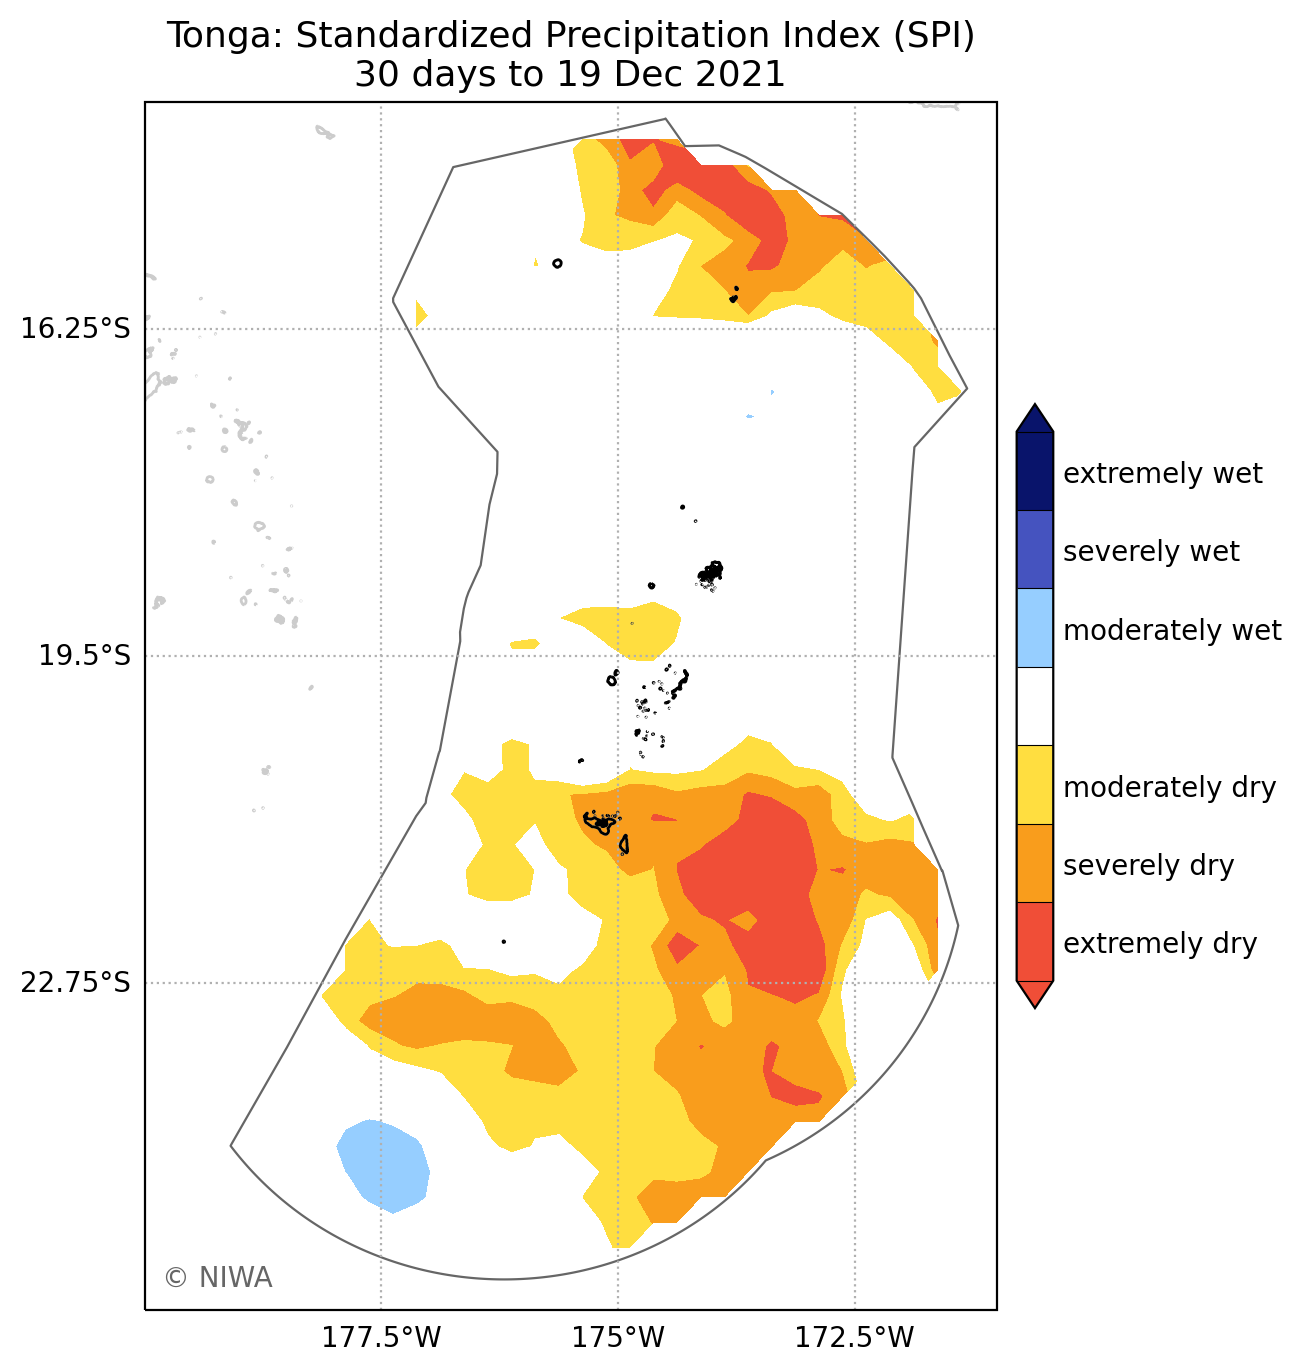 Tonga: Standardized Precipitation Index (SPI)
30 days to 19 Dec 2021
16.25°S
19.5°S
22.75°S
177.5°W
175°W
172.5°W
extremely wet
severely wet
moderately wet
moderately dry
severely dry
extremely dry
© NIWA